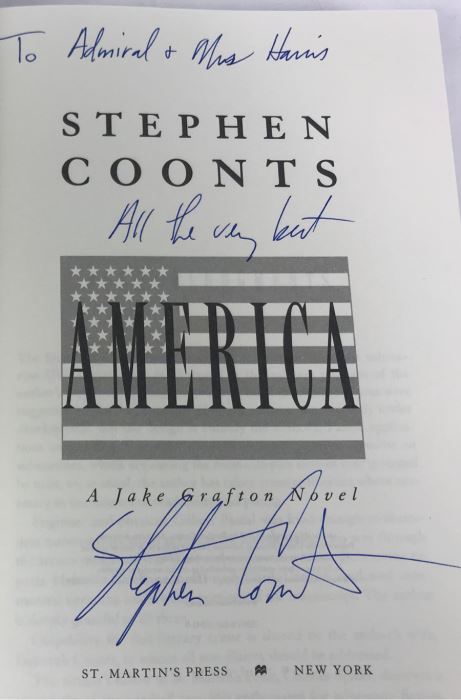 To Admiral + Mrs Harris
STEPHEN
COONTS
All the very best
AMERICA
A Jake Grafton Novel
Stephen Coonts
ST. MARTIN'S PRESS NEW YORK